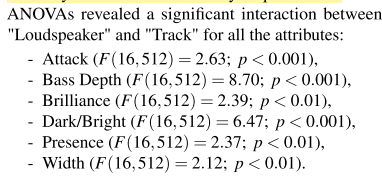 ANOVAs revealed a significant interaction between
"Loudspeaker" and "Track" for all the attributes:
- Attack (F(16,512) = 2.63; p < 0.001),
- Bass Depth (F(16,512) = 8.70; p < 0.001),
- Brilliance (F(16,512) = 2.39; p < 0.01),
- Dark/Bright (F(16,512) = 6.47; p < 0.001),
- Presence (F(16,512) = 2.37; p < 0.01),
- Width (F(16,512) = 2.12; p < 0.01).